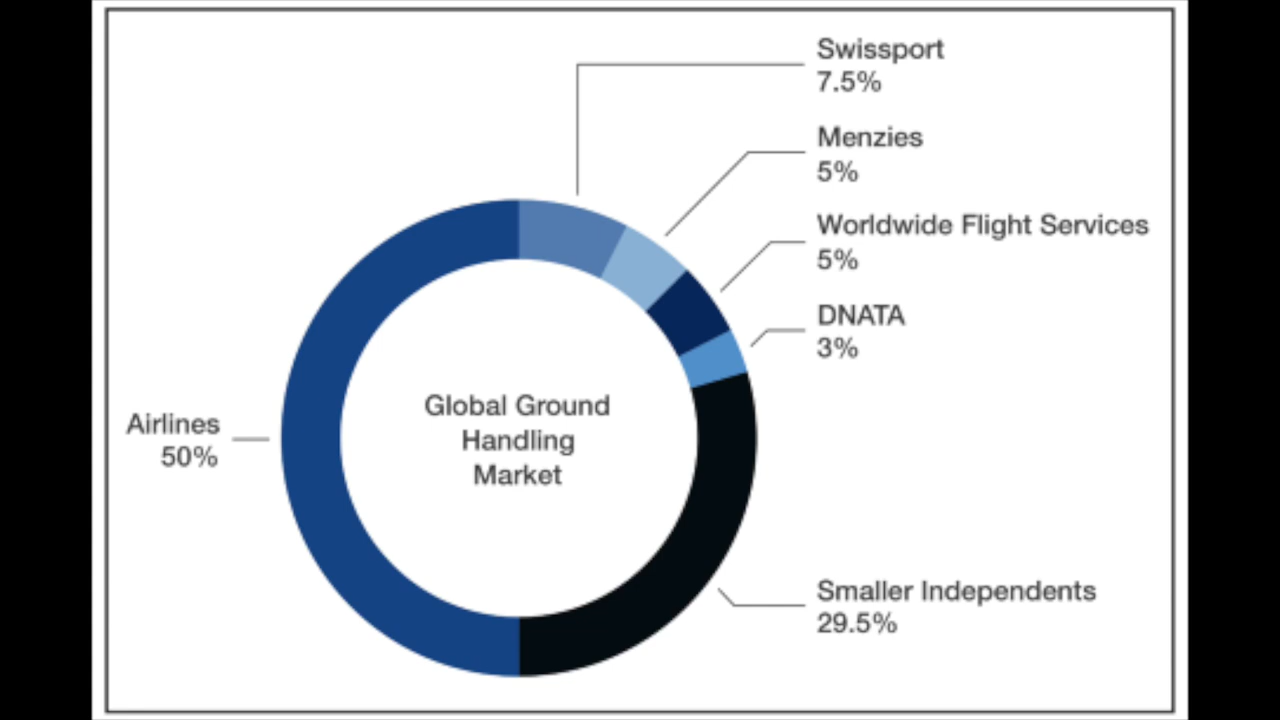 Swissport
7.5%
Menzies
5%
Worldwide Flight Services
5%
DNATA
3%
Airlines
50%
Global Ground
Handling
Market
Smaller Independents
29.5%